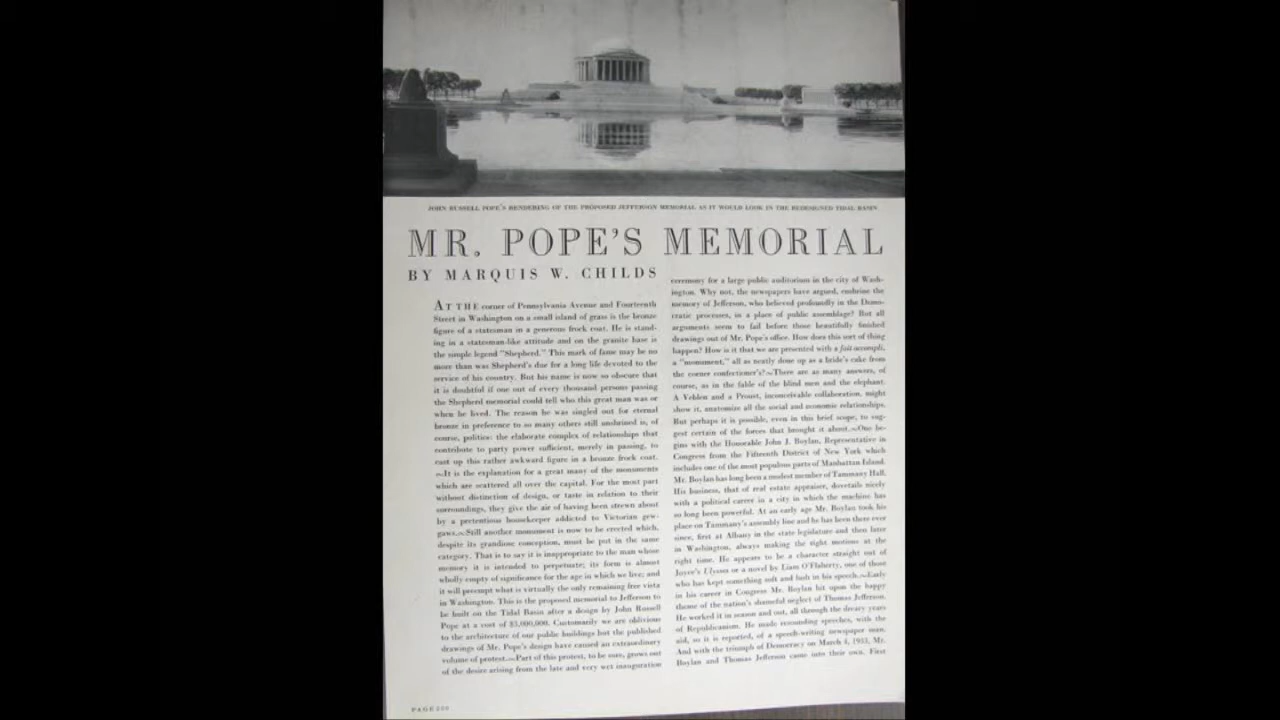 JOHN RUSSELL POPE'S RENDERING OF THE PROPOSED JEFFERSON MEMORIAL AS IT WOULD LOOK IN THE REDESIGNED TIDAL BASIN
MR. POPE'S MEMORIAL
BY MARQUIS W. CHILDS
AT THE corner of Pennsylvania Avenue and Fourteenth
Street in Washington on a small island of grass is the bronze
figure of a statesman in a generous frock coat. He is stand-
ing in a statesman-like attitude and on the granite base is
the simple legend "Shepherd." This mark of fame may be no
more than was Shepherd's due for a long life devoted to the
service of his country. But his name is now so obscure that
it is doubtful if one out of every thousand persons passing
the Shepherd memorial could tell who this great man was or
when he lived. The reason he was singled out for eternal
bronze in preference to so many others still unshrined is, of
course, politics: the elaborate complex of relationships that
contribute to party power sufficient, merely in passing, to
cast up this rather awkward figure in a bronze frock coat.
~It is the explanation for a great many of the monuments
which are scattered all over the capital. For the most part
without distinction of design, or taste in relation to their
surroundings, they give the air of having been strewn about
by a pretentious housekeeper addicted to Victorian gew-
gaws.~Still another monument is now to be erected which,
despite its grandiose conception, must be put in the same
category. That is to say it is inappropriate to the man whose
memory it is intended to perpetuate; its form is almost
wholly empty of significance for the age in which we live; and
it will preempt what is virtually the only remaining free vista
in Washington. This is the proposed memorial to Jefferson to
be built on the Tidal Basin after a design by John Russell
Pope at a cost of $3,000,000. Customarily we are oblivious
to the architecture of our public buildings but the published
drawings of Mr. Pope's design have caused an extraordinary
volume of protest.~Part of this protest, to be sure, grows out
of the desire arising from the late and very wet inauguration
ceremony for a large public auditorium in the city of Wash-
ington. Why not, the newspapers have argued, enshrine the
memory of Jefferson, who believed profoundly in the Demo-
cratic processes, in a place of public assemblage? But all
arguments seem to fail before those beautifully finished
drawings out of Mr. Pope's office. How does this sort of thing
happen? How is it that we are presented with a fait accompli,
a "monument," all as neatly done up as a bride's cake from
the corner confectioner's?~There are as many answers, of
course, as in the fable of the blind men and the elephant.
A Veblen and a Proust, inconceivable collaboration, might
show it, anatomize all the social and economic relationships.
But perhaps it is possible, even in this brief scope, to sug-
gest certain of the forces that brought it about.~One be-
gins with the Honorable John J. Boylan, Representative in
Congress from the Fifteenth District of New York which
includes one of the most populous parts of Manhattan Island.
Mr. Boylan has long been a modest member of Tammany Hall.
His business, that of real estate appraiser, dovetails nicely
with a political career in a city in which the machine has
so long been powerful. At an early age Mr. Boylan took his
place on Tammany's assembly line and he has been there ever
since, first at Albany in the state legislature and then later
in Washington, always making the right motions at the
right time. He appears to be a character straight out of
Joyce's Ulysses or a novel by Liam O'Flaherty, one of those
who has kept something soft and lush in his speech.~Early
in his career in Congress Mr. Boylan hit upon the happy
theme of the nation's shameful neglect of Thomas Jefferson.
He worked it in season and out, all through the dreary years
of Republicanism. He made resounding speeches, with the
aid, so it is reported, of a speech-writing newspaper man.
And with the triumph of Democracy on March 4, 1933, Mr.
Boylan and Thomas Jefferson came into their own. First
PAGE